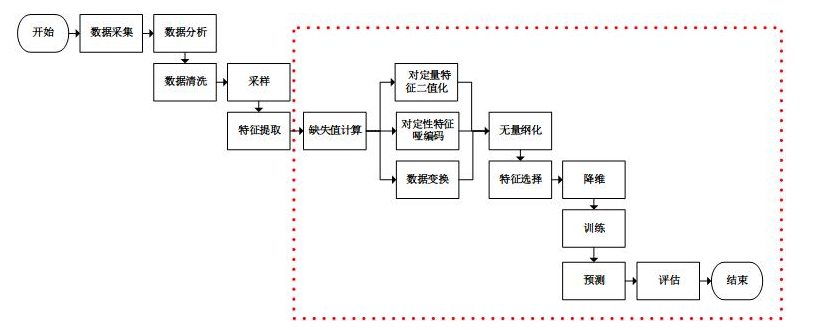 开始
数据采集
数据分析
数据清洗
采样
特征提取
缺失值计算
对定量特
征二值化
对定性特征
哑编码
数据变换
无量纲化
特征选择
降维
训练
预测
评估
结束